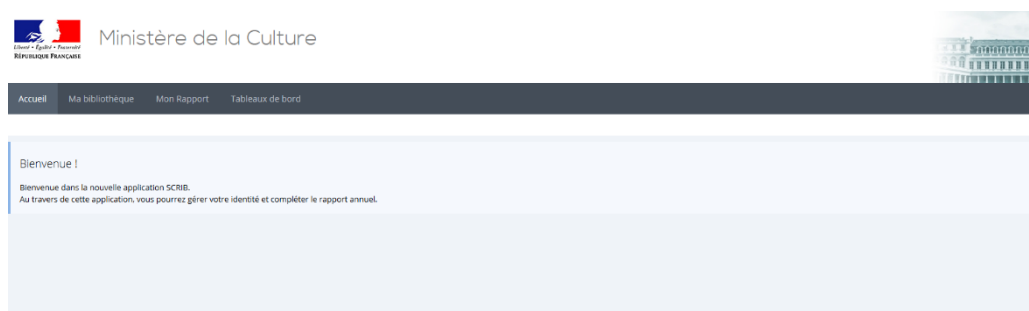 Liberté • Égalité • Fraternité
RÉPUBLIQUE FRANÇAISE
Ministère de la Culture
Accueil Ma bibliothèque Mon Rapport Tableaux de bord
Bienvenue !
Bienvenue dans la nouvelle application SCRIB.
Au travers de cette application, vous pourrez gérer votre identité et compléter le rapport annuel.